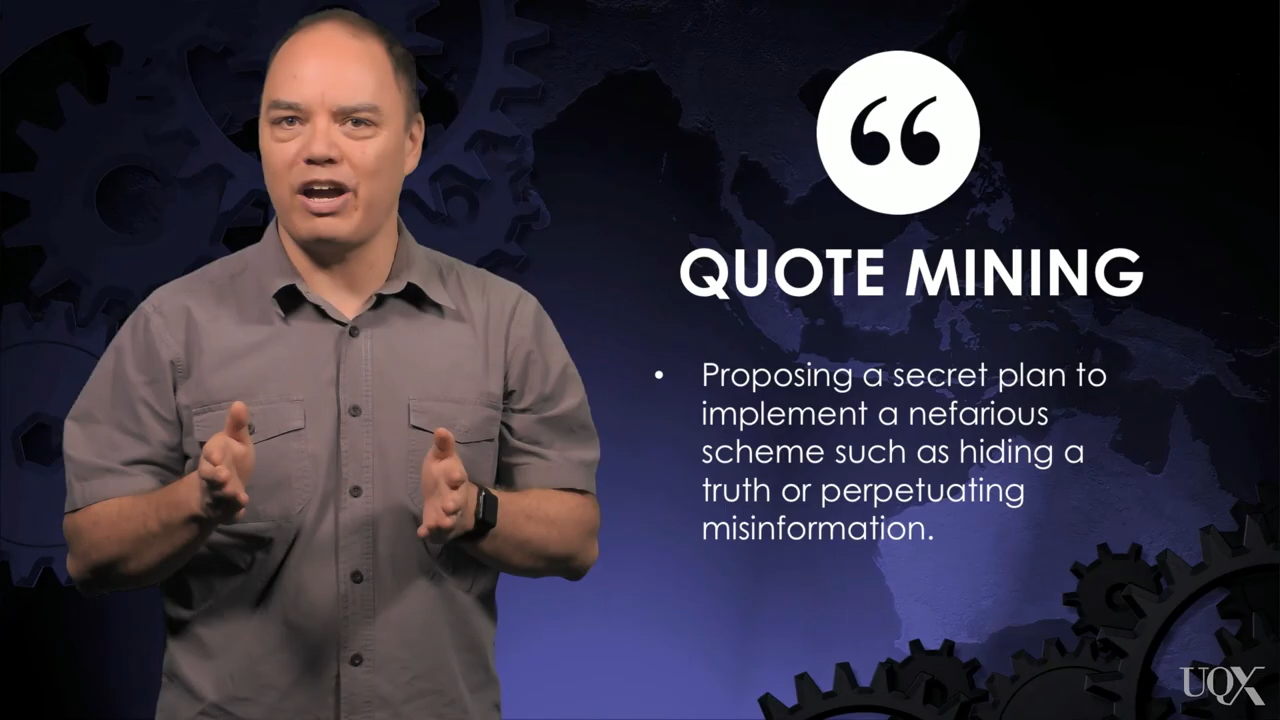 “
QUOTE MINING
• Proposing a secret plan to
implement a nefarious
scheme such as hiding a
truth or perpetuating
misinformation.
UQX